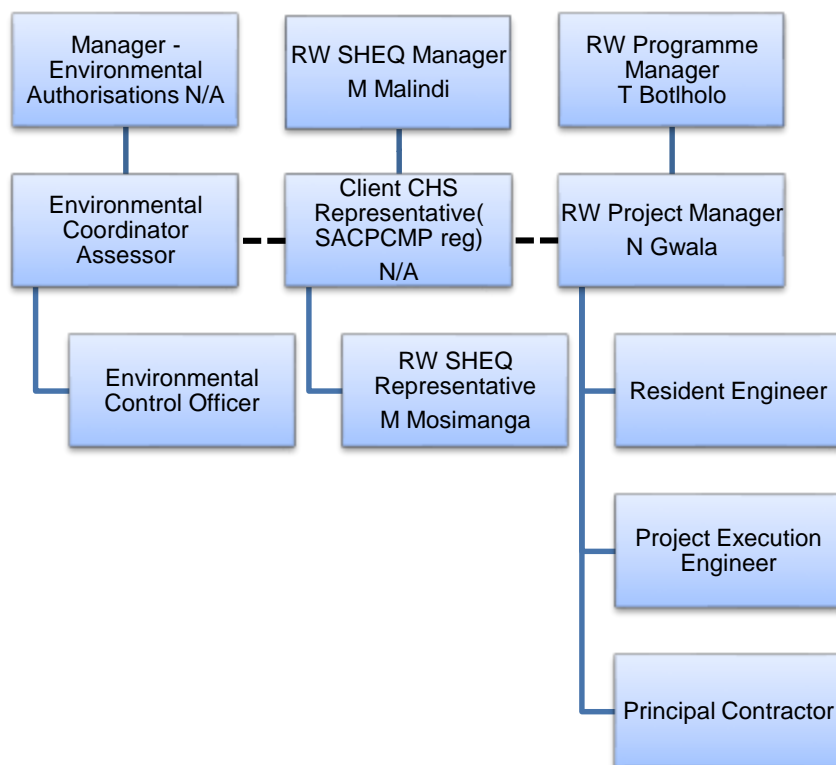 Manager -
Environmental
Authorisations N/A
RW SHEQ Manager
M Malindi
RW Programme
Manager
T Botlholo
Environmental
Coordinator
Assessor
Client CHS
Representative(
SACPCMP reg)
N/A
RW Project Manager
N Gwala
Environmental
Control Officer
RW SHEQ
Representative
M Mosimanga
Resident Engineer
Project Execution
Engineer
Principal Contractor